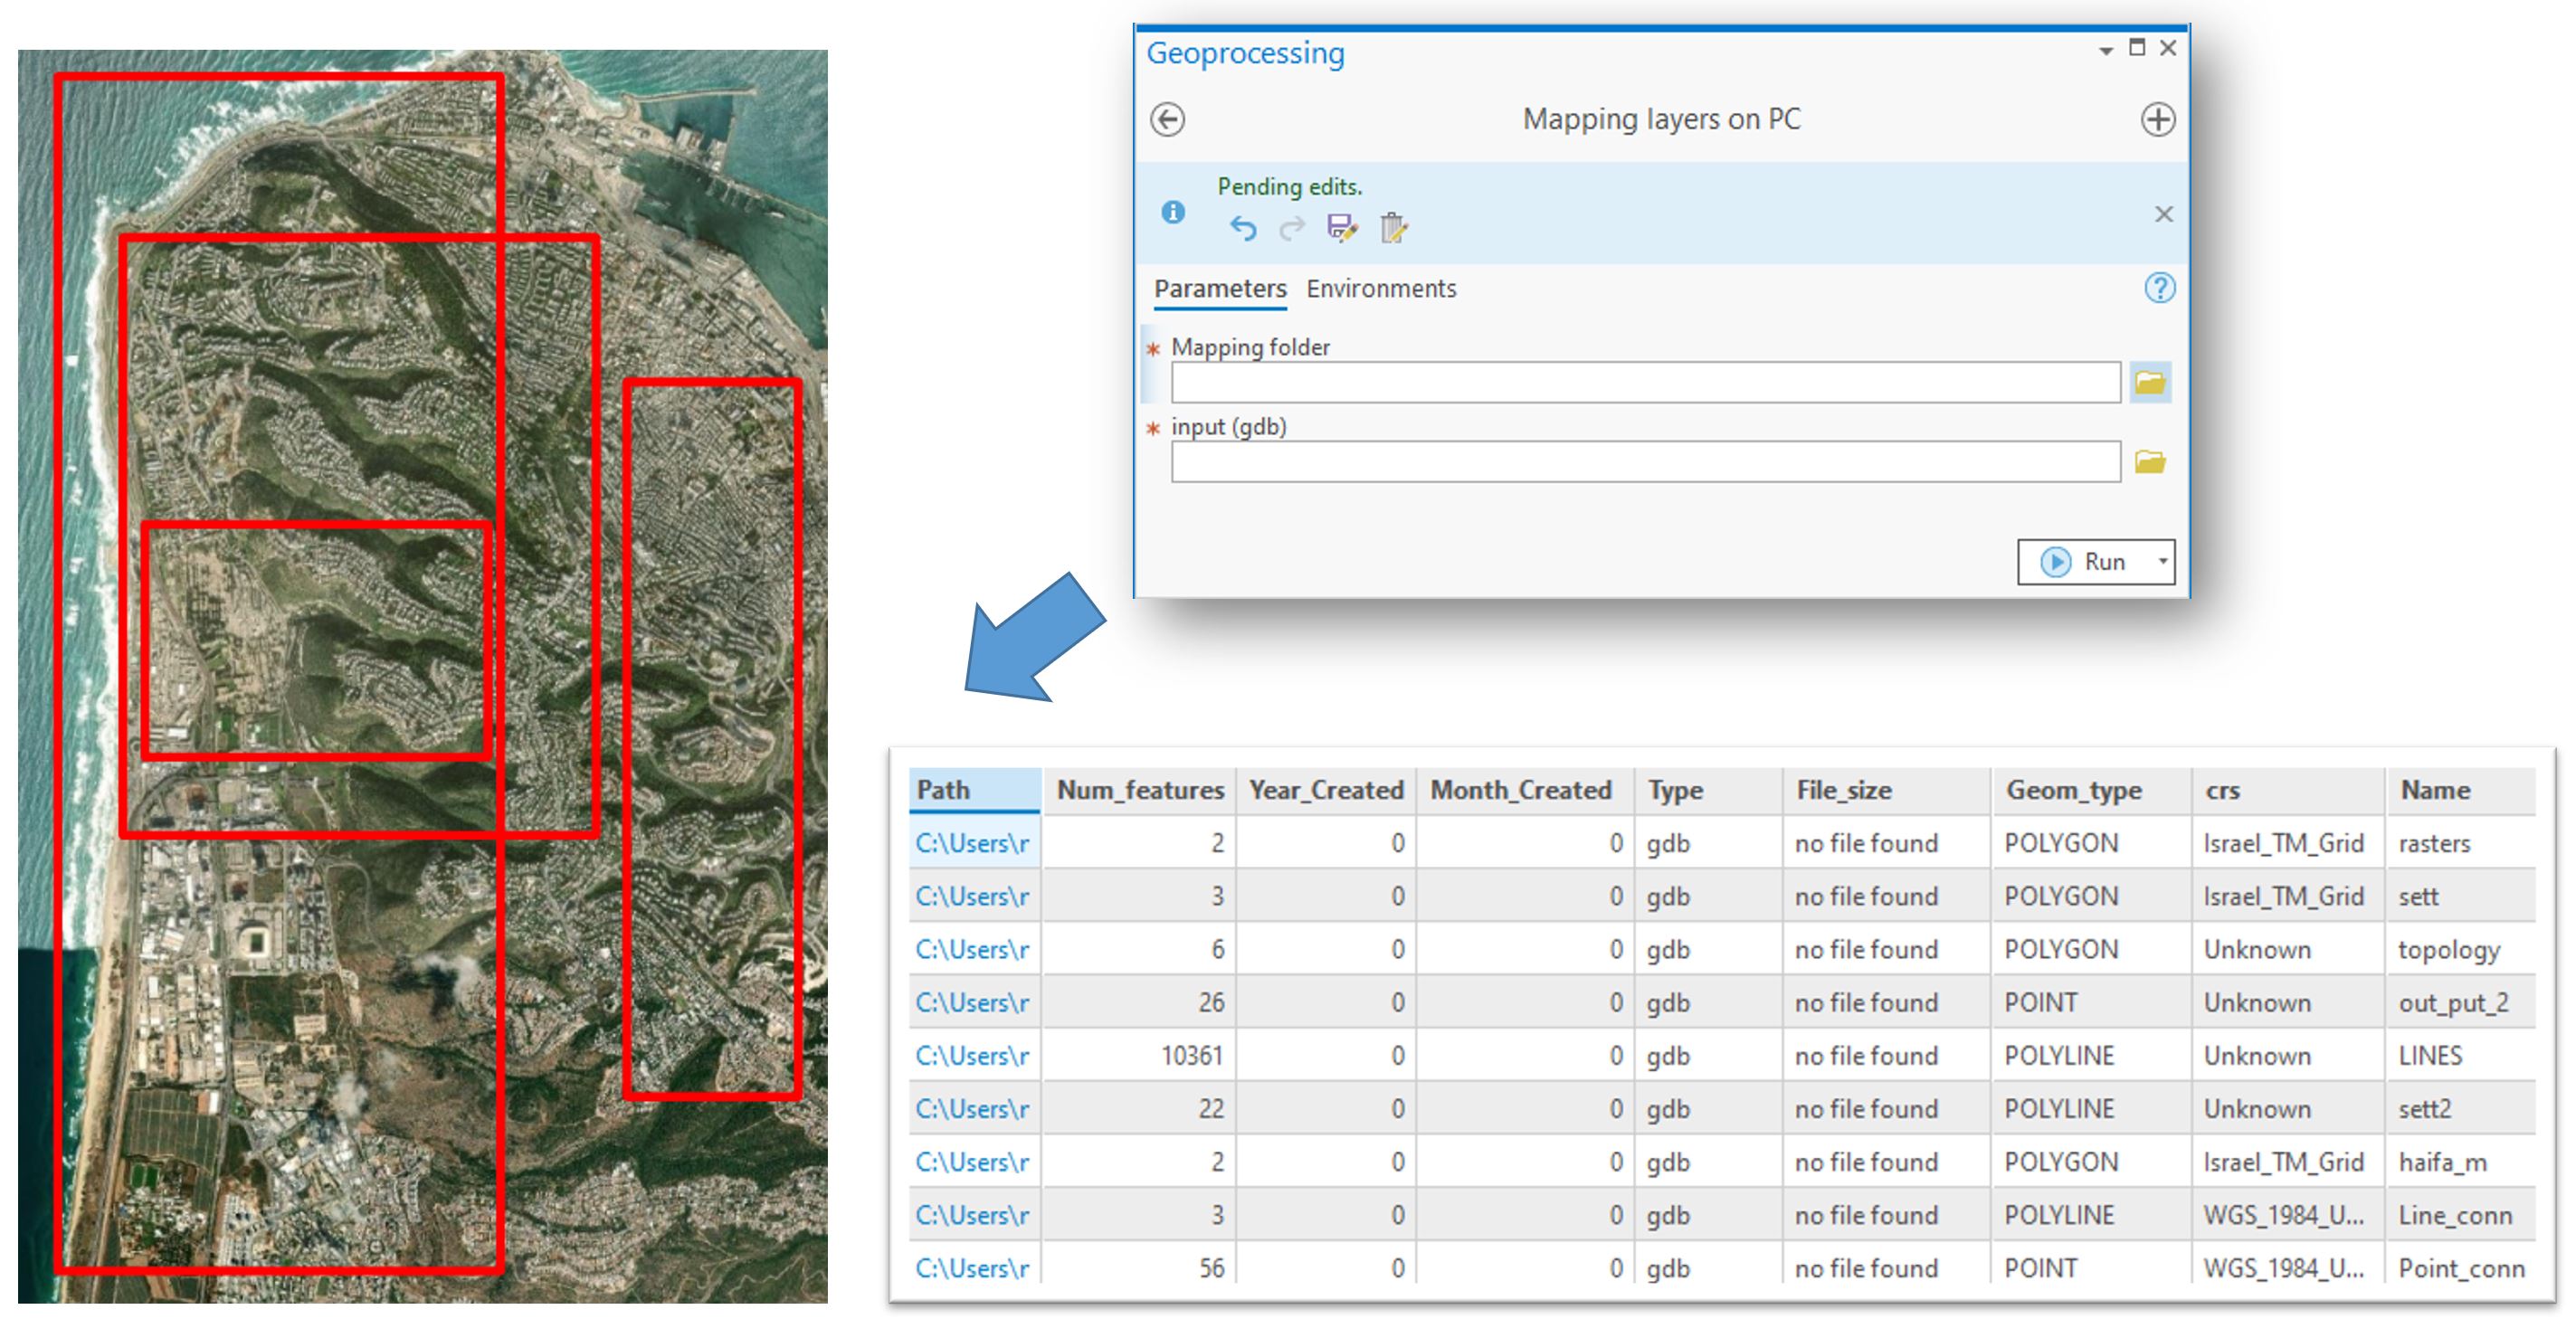 Geoprocessing
Mapping layers on PC
Pending edits.
Parameters Environments
* Mapping folder
* input (gdb)
Run
Path Num_features Year_Created Month_Created Type File_size Geom_type crs Name
C:\Users\r 2 0 0 gdb no file found POLYGON Israel_TM_Grid rasters
C:\Users\r 3 0 0 gdb no file found POLYGON Israel_TM_Grid sett
C:\Users\r 6 0 0 gdb no file found POLYGON Unknown topology
C:\Users\r 26 0 0 gdb no file found POINT Unknown out_put_2
C:\Users\r 10361 0 0 gdb no file found POLYLINE Unknown LINES
C:\Users\r 22 0 0 gdb no file found POLYLINE Unknown sett2
C:\Users\r 2 0 0 gdb no file found POLYGON Israel_TM_Grid haifa_m
C:\Users\r 3 0 0 gdb no file found POLYLINE WGS_1984_U... Line_conn
C:\Users\r 56 0 0 gdb no file found POINT WGS_1984_U... Point_conn